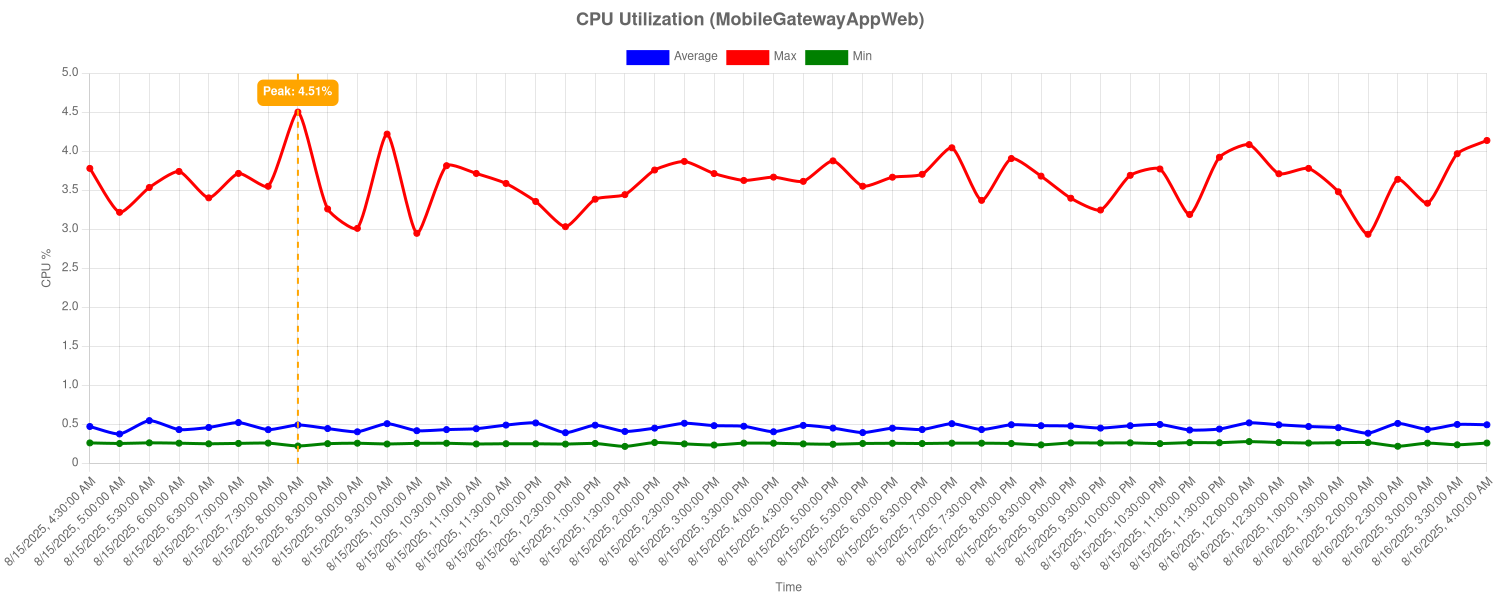 CPU Utilization (MobileGatewayAppWeb)
Average
Max
Min
Peak: 4.51%
5.0
4.5
4.0
3.5
3.0
2.5
2.0
1.5
1.0
0.5
0
CPU %
8/15/2025, 4:30:00 AM
8/15/2025, 5:00:00 AM
8/15/2025, 5:30:00 AM
8/15/2025, 6:00:00 AM
8/15/2025, 6:30:00 AM
8/15/2025, 7:00:00 AM
8/15/2025, 7:30:00 AM
8/15/2025, 8:00:00 AM
8/15/2025, 8:30:00 AM
8/15/2025, 9:00:00 AM
8/15/2025, 9:30:00 AM
8/15/2025, 10:00:00 AM
8/15/2025, 10:30:00 AM
8/15/2025, 11:00:00 AM
8/15/2025, 11:30:00 AM
8/15/2025, 12:00:00 PM
8/15/2025, 12:30:00 PM
8/15/2025, 1:00:00 PM
8/15/2025, 1:30:00 PM
8/15/2025, 2:00:00 PM
8/15/2025, 2:30:00 PM
8/15/2025, 3:00:00 PM
8/15/2025, 3:30:00 PM
8/15/2025, 4:00:00 PM
8/15/2025, 4:30:00 PM
8/15/2025, 5:00:00 PM
8/15/2025, 5:30:00 PM
8/15/2025, 6:00:00 PM
8/15/2025, 6:30:00 PM
8/15/2025, 7:00:00 PM
8/15/2025, 7:30:00 PM
8/15/2025, 8:00:00 PM
8/15/2025, 8:30:00 PM
8/15/2025, 9:00:00 PM
8/15/2025, 9:30:00 PM
8/15/2025, 10:00:00 PM
8/15/2025, 10:30:00 PM
8/15/2025, 11:00:00 PM
8/15/2025, 11:30:00 PM
8/16/2025, 12:00:00 AM
8/16/2025, 12:30:00 AM
8/16/2025, 1:00:00 AM
8/16/2025, 1:30:00 AM
8/16/2025, 2:00:00 AM
8/16/2025, 2:30:00 AM
8/16/2025, 3:00:00 AM
8/16/2025, 3:30:00 AM
8/16/2025, 4:00:00 AM
Time